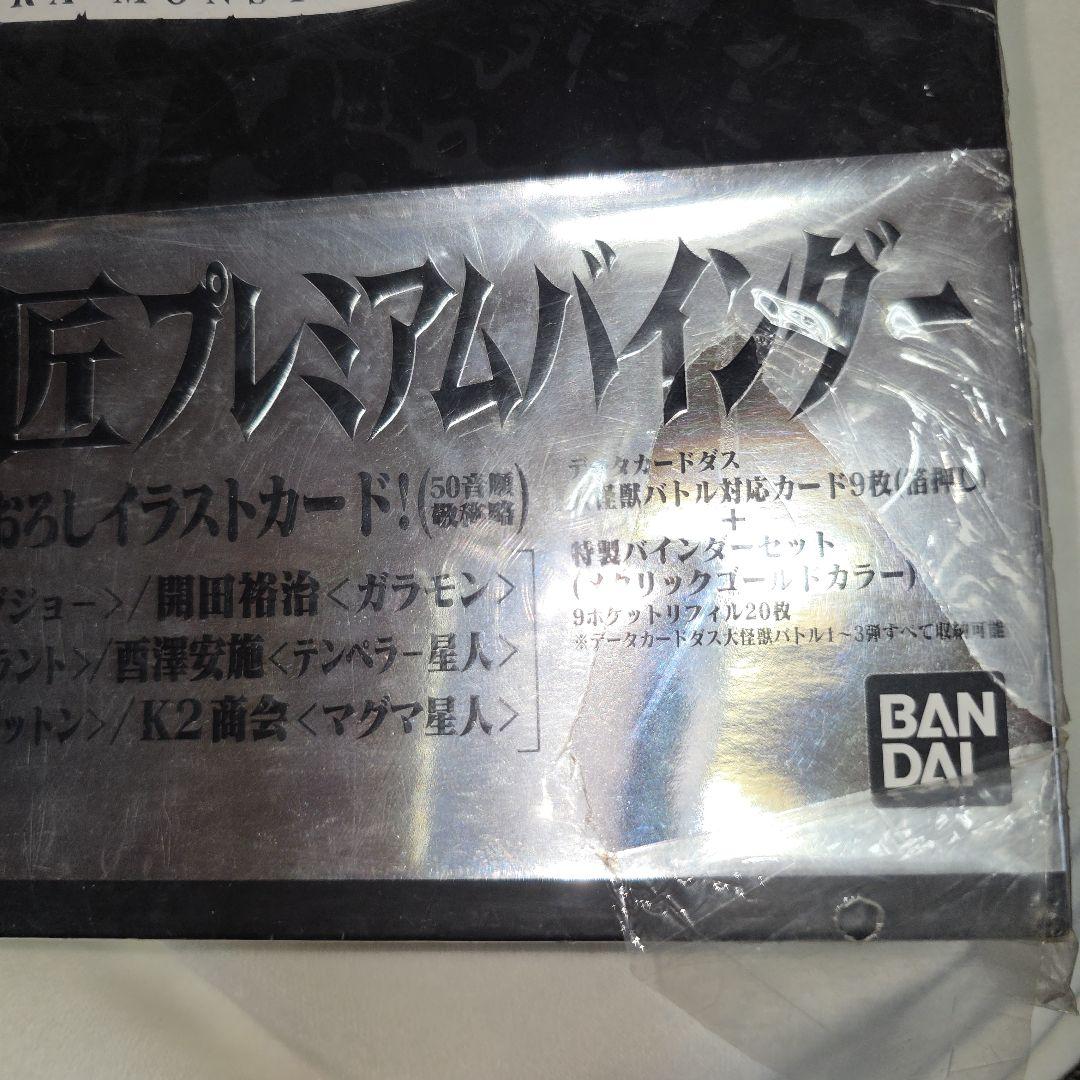 RA MONS
匠プレミアムバインダー
おろしイラストカード!(50音順 敬称略)
ジョー>/開田裕治<ガラモン>
ラント>/西澤安施<テンペラー星人>
ットン>/K2商会<マグマ星人>
データカードダス
怪獣バトル対応カード9枚(箔押し)
+
特製バインダーセット
(メタリックゴールドカラー)
9ポケットリフィル20枚
※データカードダス大怪獣バトル1~3弾すべて収納可能
BAN
DAI